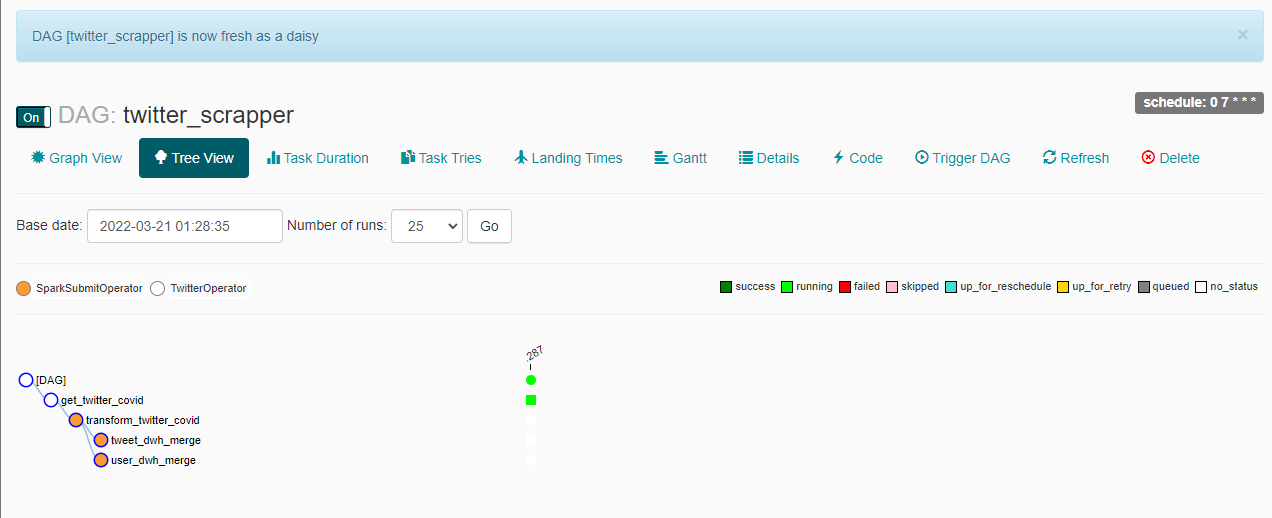 DAG [twitter_scrapper] is now fresh as a daisy ×
On DAG: twitter_scrapper schedule: 0 7 * * *
Graph View Tree View Task Duration Task Tries Landing Times Gantt Details Code Trigger DAG Refresh Delete
Base date: 2022-03-21 01:28:35 Number of runs: 25 Go
SparkSubmitOperator TwitterOperator success running failed skipped up_for_reschedule up_for_retry queued no_status
.287
[DAG]
get_twitter_covid
transform_twitter_covid
tweet_dwh_merge
user_dwh_merge